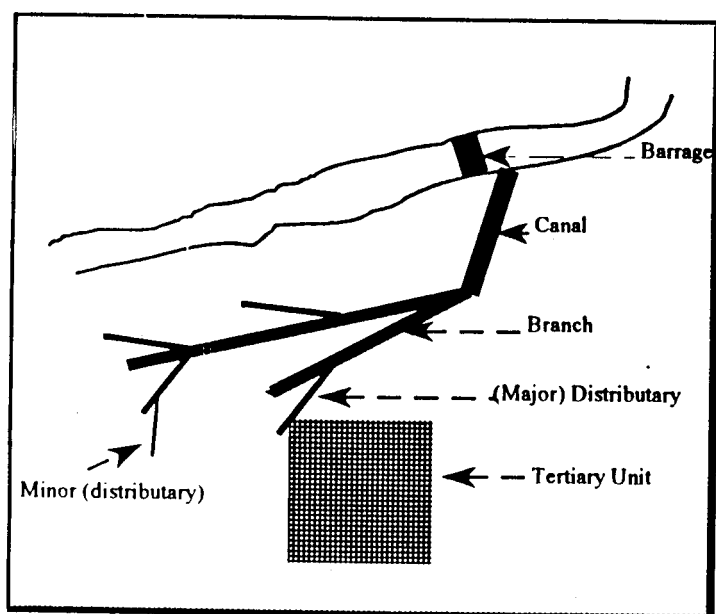 Barrage
Canal
Branch
(Major) Distributary
Tertiary Unit
Minor (distributary)